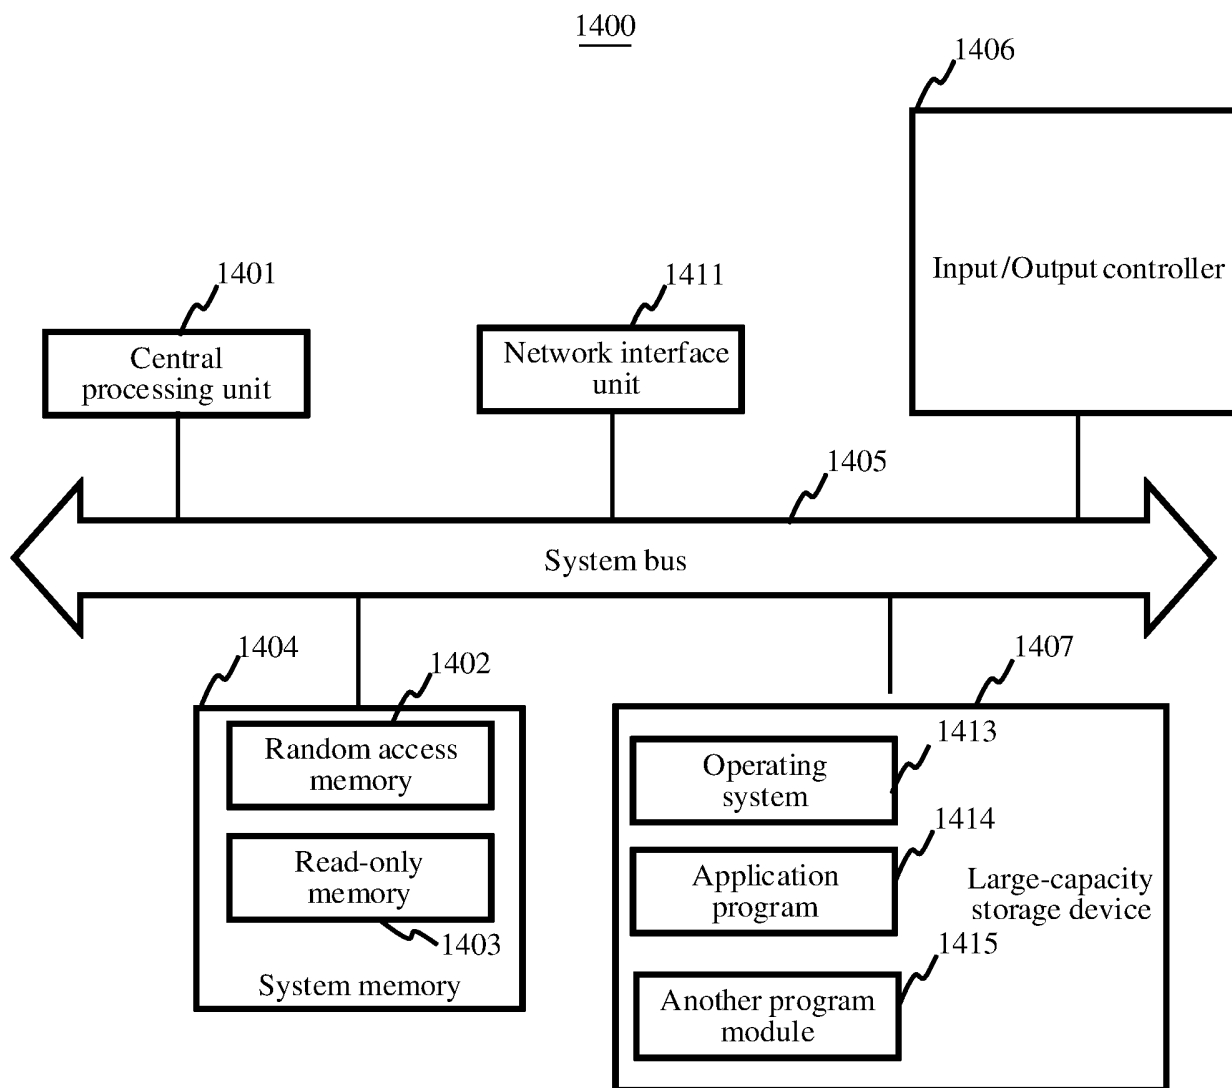 1400
1406
Input/Output controller
1401
Central
processing unit
1411
Network interface
unit
1405
System bus
1404
1402
Random access
memory
Read-only
memory
1403
System memory
1407
1413
Operating
system
1414
Application
program
Large-capacity
storage device
1415
Another program
module